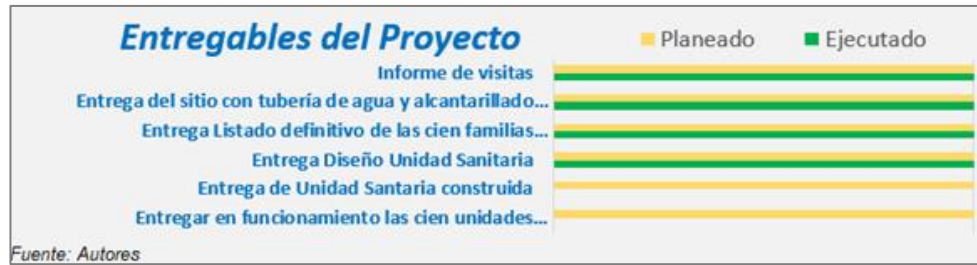 Entregables del Proyecto
Planeado
Ejecutado
Informe de visitas
Entrega del sitio con tubería de agua y alcantarillado...
Entrega Listado definitivo de las cien familias...
Entrega Diseño Unidad Sanitaria
Entrega de Unidad Santaria construida
Entregar en funcionamiento las cien unidades...
Fuente: Autores